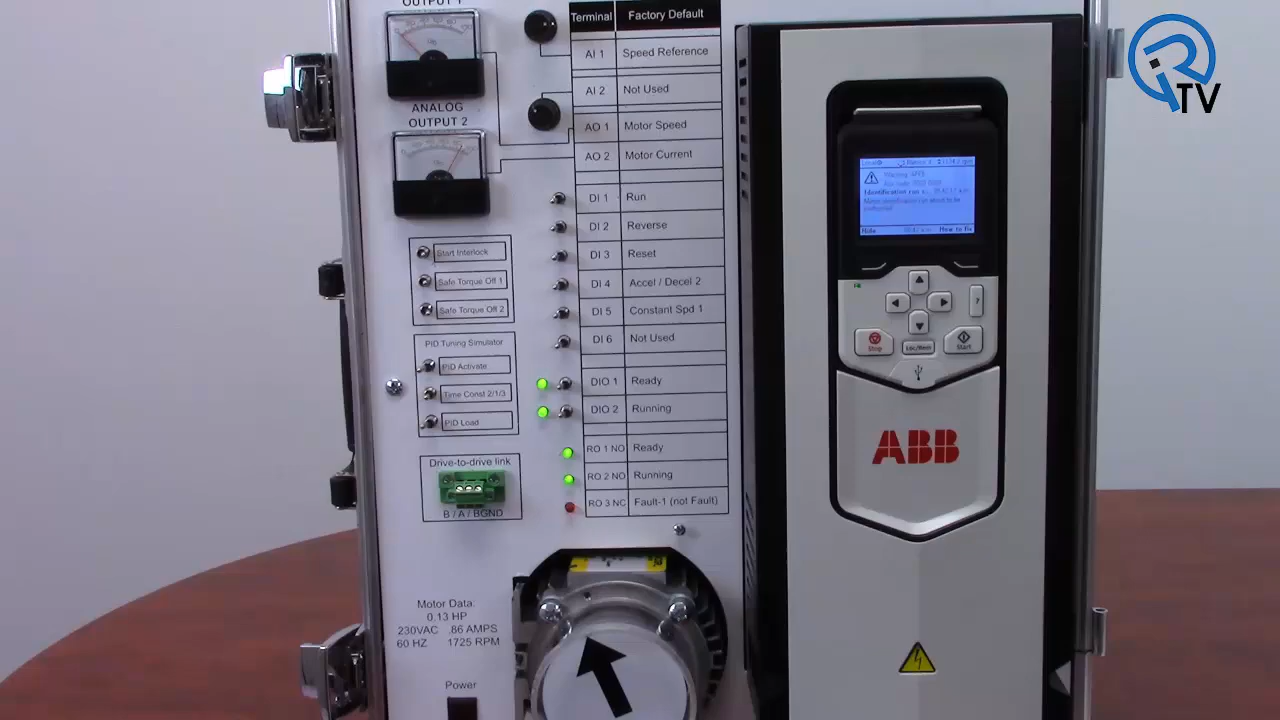 OUTPUT 1
ANALOG
OUTPUT 2
Terminal Factory Default
AI 1 Speed Reference
AI 2 Not Used
AO 1 Motor Speed
AO 2 Motor Current
DI 1 Run
DI 2 Reverse
DI 3 Reset
DI 4 Accel / Decel 2
DI 5 Constant Spd 1
DI 6 Not Used
DIO 1 Ready
DIO 2 Running
RO 1 NO Ready
RO 2 NO Running
RO 3 NC Fault-1 (not Fault)
Start Interlock
Safe Torque Off 1
Safe Torque Off 2
PID Tuning Simulator
PID Activate
Time Const 2/1/3
PID Load
Drive-to-drive link
B / A / BGND
Motor Data:
0.13 HP
230VAC .86 AMPS
60 HZ 1725 RPM
Power
Warning AFF6
Identification run
Hide How to fix
?
Stop Loc/Rem Start
ABB
TV